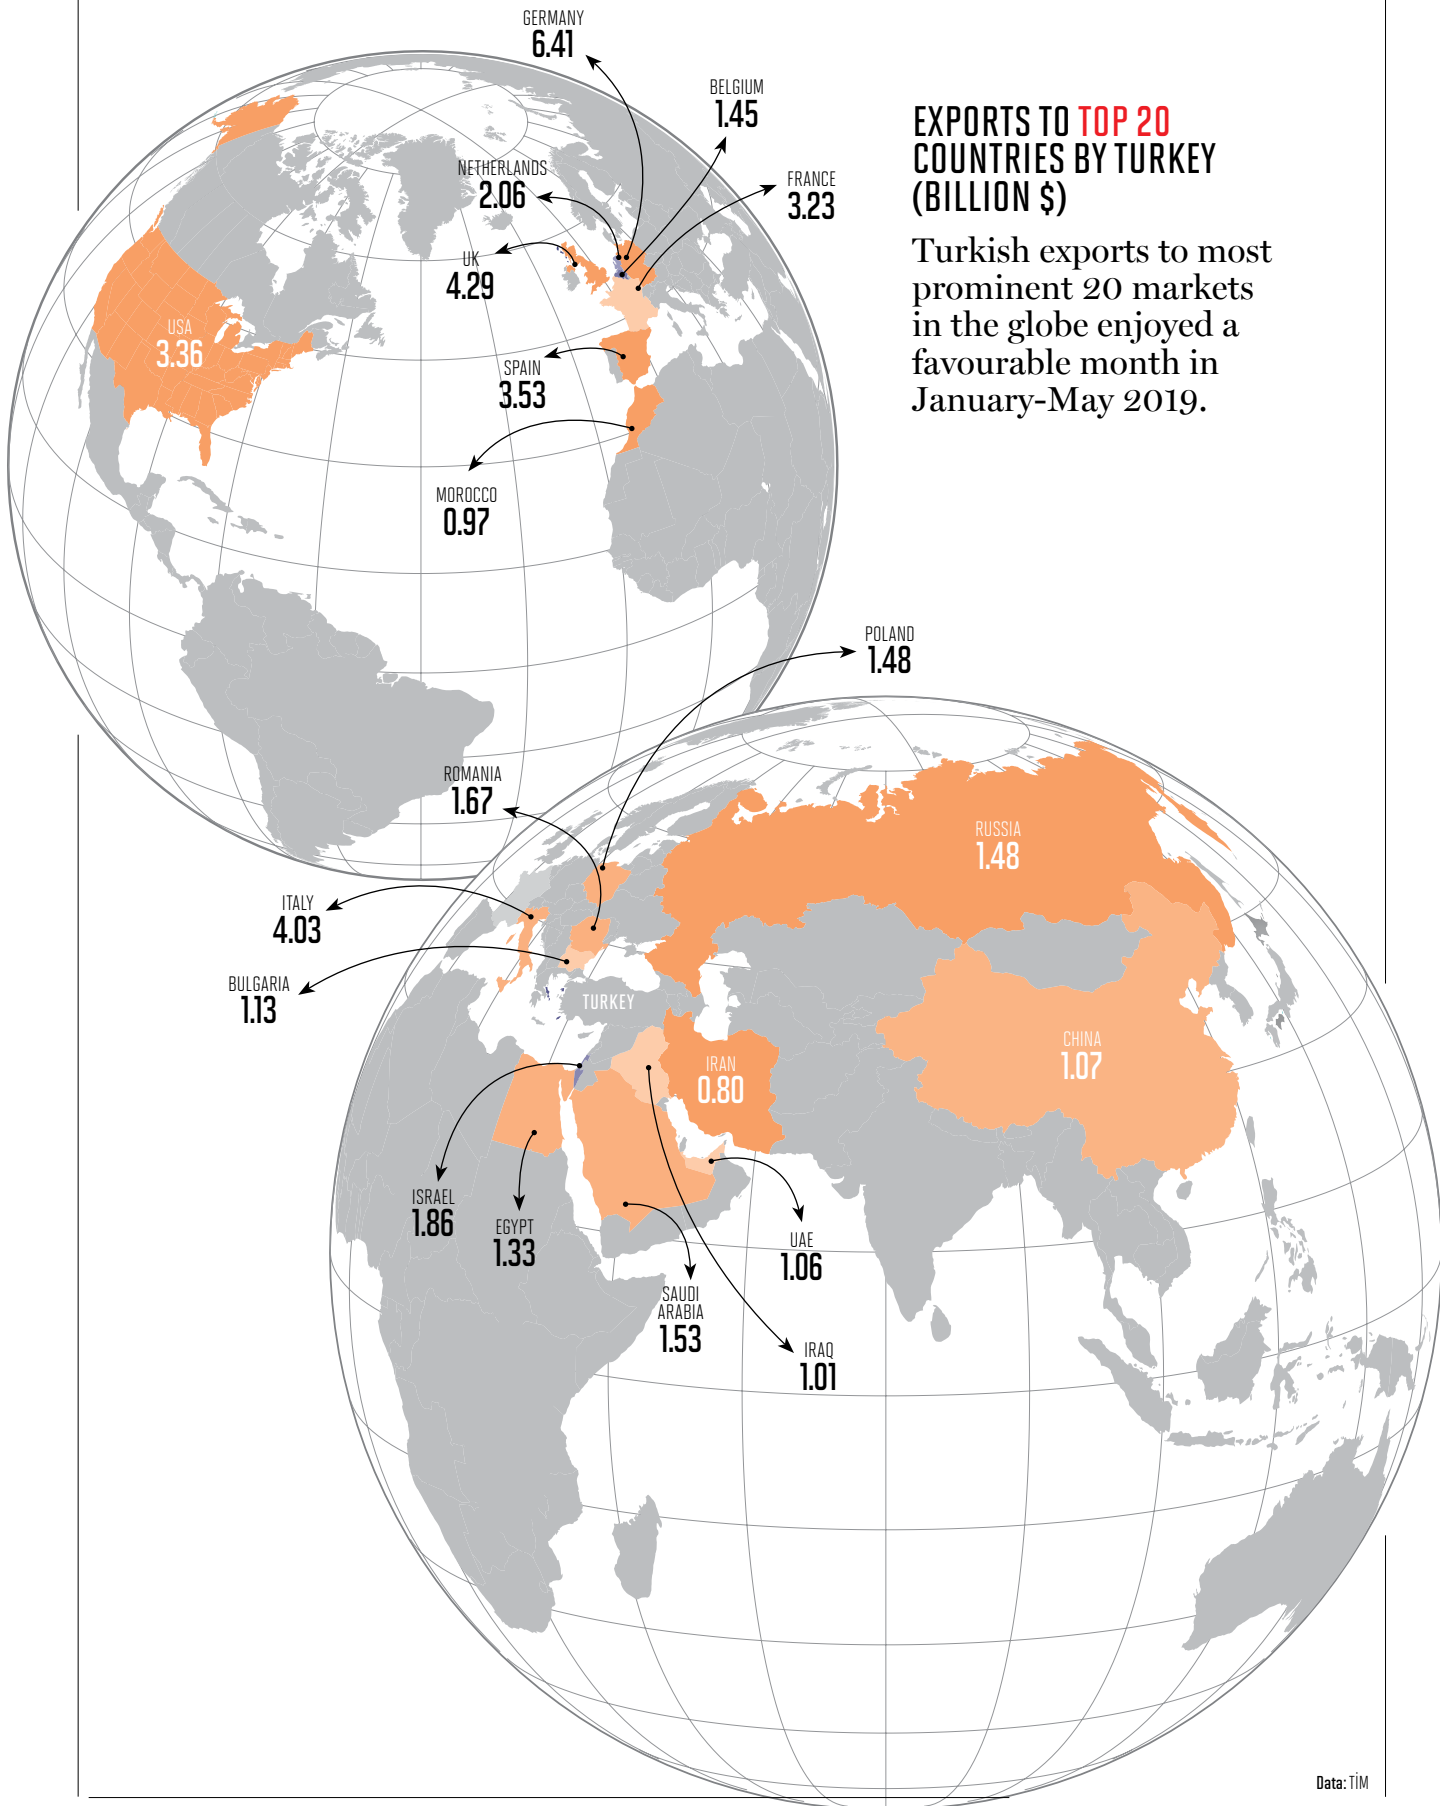 GERMANY
6.41
BELGIUM
1.45
NETHERLANDS
2.06
FRANCE
3.23
UK
4.29
USA
3.36
SPAIN
3.53
MOROCCO
0.97
EXPORTS TO TOP 20
COUNTRIES BY TURKEY
(BILLION $)
Turkish exports to most
prominent 20 markets
in the globe enjoyed a
favourable month in
January-May 2019.
POLAND
1.48
ROMANIA
1.67
RUSSIA
1.48
ITALY
4.03
BULGARIA
1.13
TURKEY
CHINA
1.07
IRAN
0.80
ISRAEL
1.86
EGYPT
1.33
UAE
1.06
SAUDI
ARABIA
1.53
IRAQ
1.01
Data: TİM